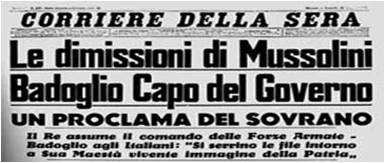 CORRIERE DELLA SERA
Le dimissioni di Mussolini
Badoglio Capo del Governo
UN PROCLAMA DEL SOVRANO
Il Re assume il comando delle Forze Armate -
Badoglio agli Italiani: "Si serrino le file intorno
a Sua Maestà vivente immagine della Patria„